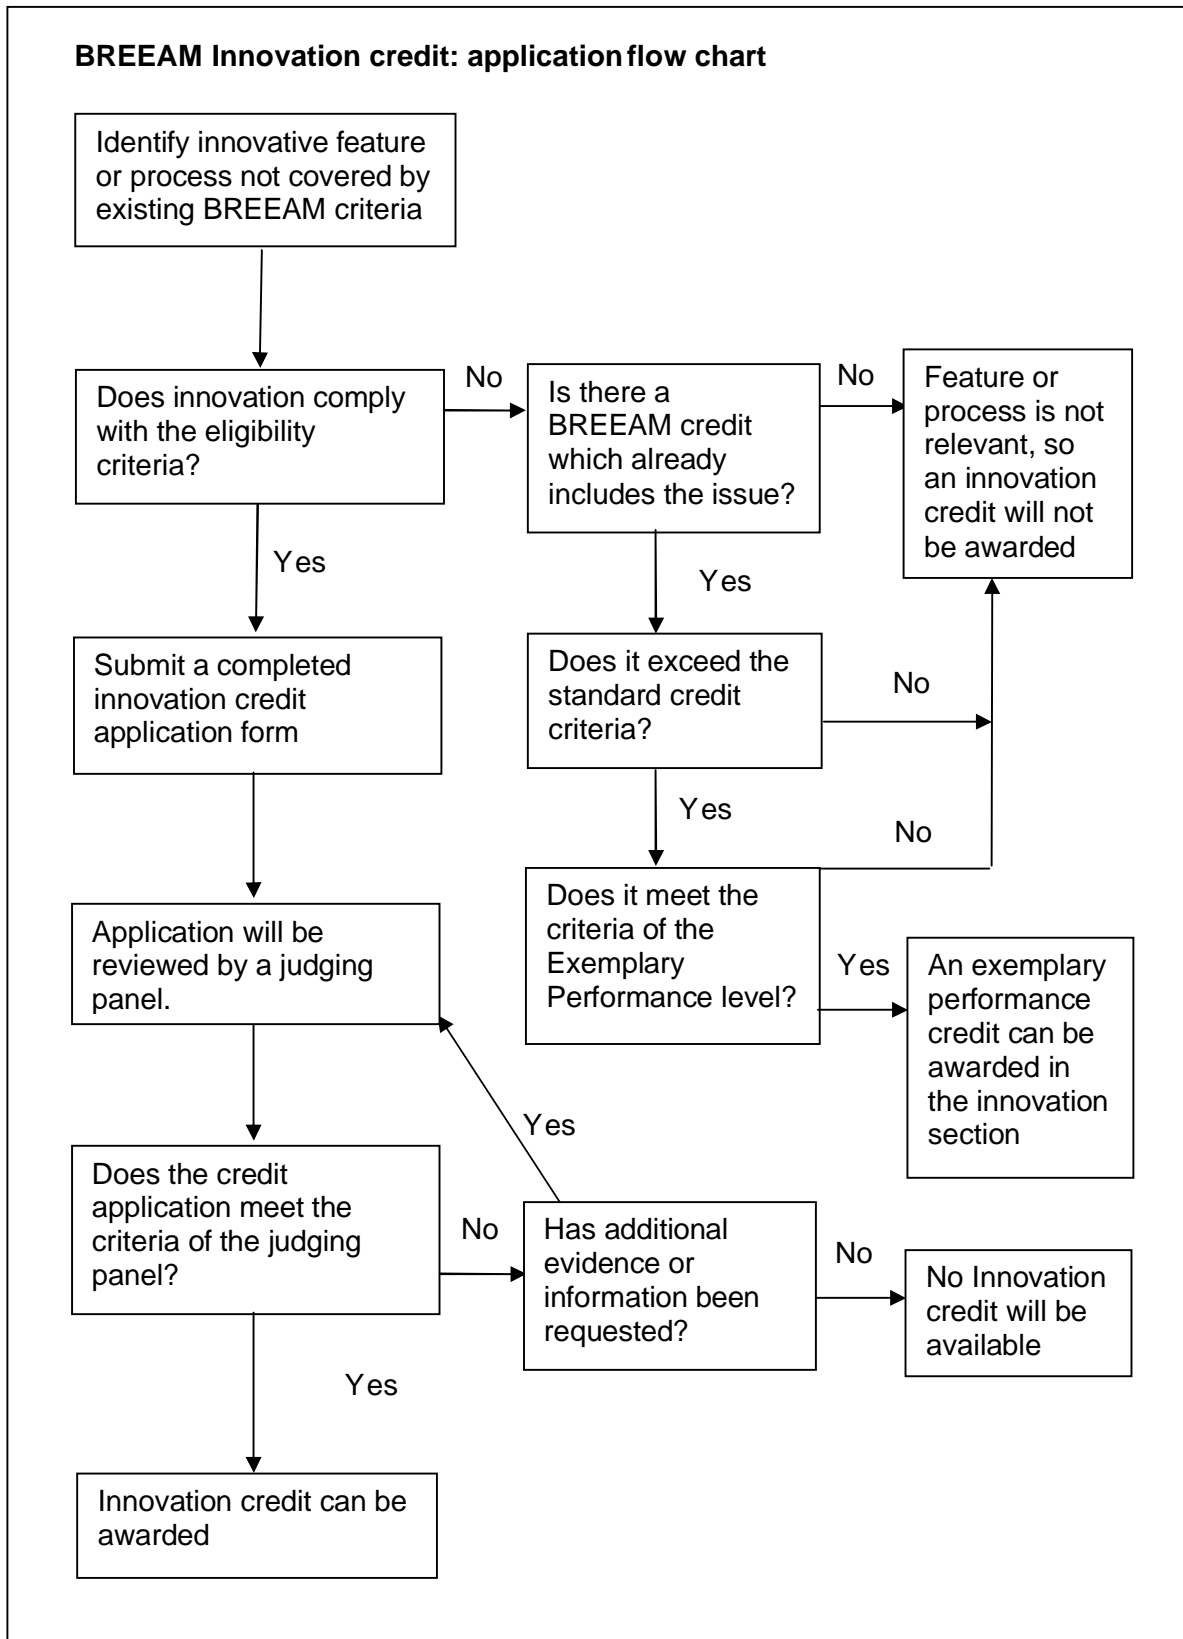 BREEAM Innovation credit: application flow chart
Identify innovative feature
or process not covered by
existing BREEAM criteria
Does innovation comply
with the eligibility
criteria?
No
Is there a
BREEAM credit
which already
includes the issue?
No
Feature or
process is not
relevant, so
an innovation
credit will not
be awarded
Yes
Yes
Submit a completed
innovation credit
application form
Does it exceed the
standard credit
criteria?
No
Yes
No
Application will be
reviewed by a judging
panel.
Does it meet the
criteria of the
Exemplary
Performance level?
Yes
An exemplary
performance
credit can be
awarded in
the innovation
section
Yes
Does the credit
application meet the
criteria of the judging
panel?
No
Has additional
evidence or
information been
requested?
No
No Innovation
credit will be
available
Yes
Innovation credit can be
awarded